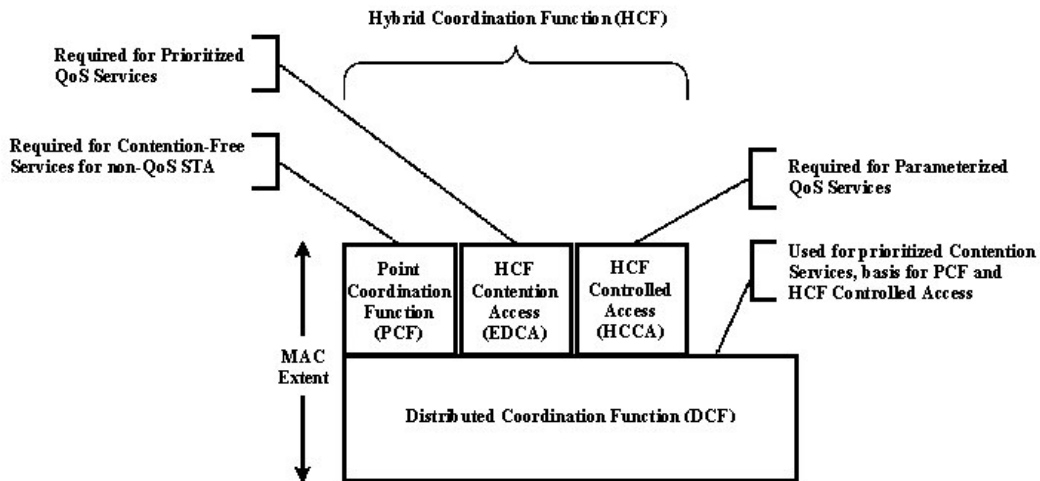 Hybrid Coordination Function (HCF)
Required for Prioritized
QoS Services
Required for Contention-Free
Services for non-QoS STA
Required for Parameterized
QoS Services
Used for prioritized Contention
Services, basis for PCF and
HCF Controlled Access
MAC
Extent
Point
Coordination
Function
(PCF)
HCF
Contention
Access
(EDCA)
HCF
Controlled
Access
(HCCA)
Distributed Coordination Function (DCF)